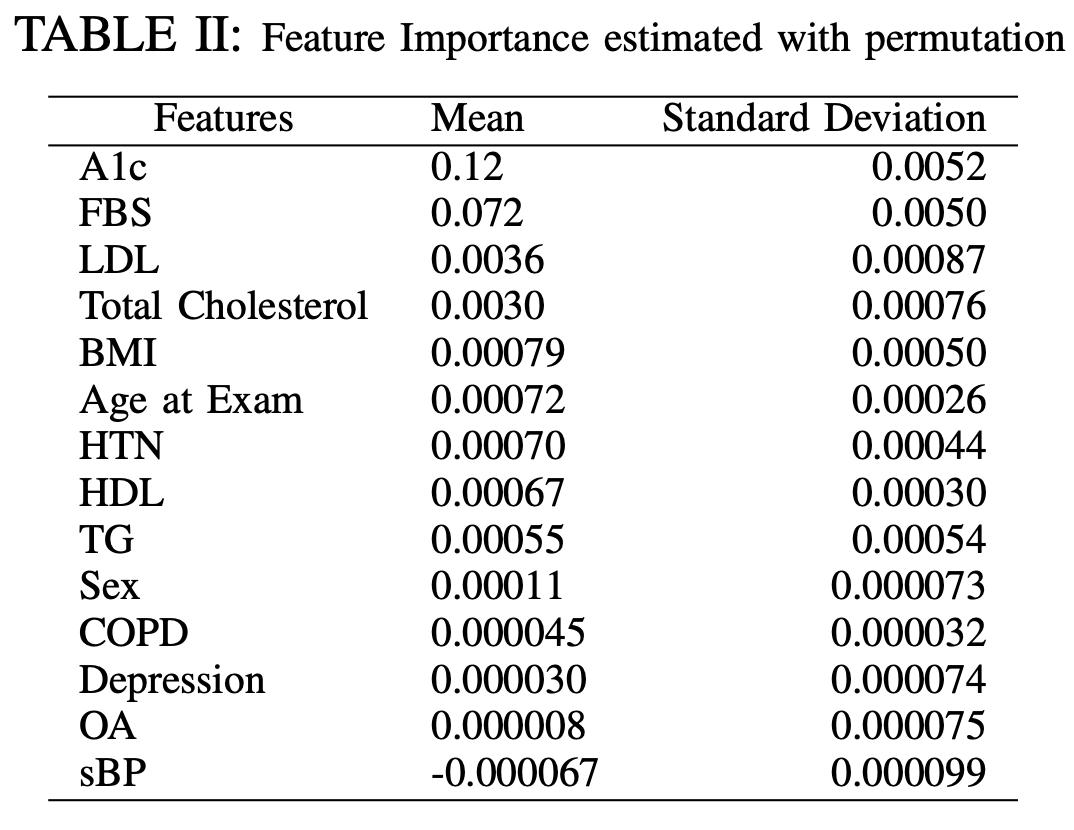 TABLE II: Feature Importance estimated with permutation
Features Mean Standard Deviation
A1c 0.12 0.0052
FBS 0.072 0.0050
LDL 0.0036 0.00087
Total Cholesterol 0.0030 0.00076
BMI 0.00079 0.00050
Age at Exam 0.00072 0.00026
HTN 0.00070 0.00044
HDL 0.00067 0.00030
TG 0.00055 0.00054
Sex 0.00011 0.000073
COPD 0.000045 0.000032
Depression 0.000030 0.000074
OA 0.000008 0.000075
sBP -0.000067 0.000099